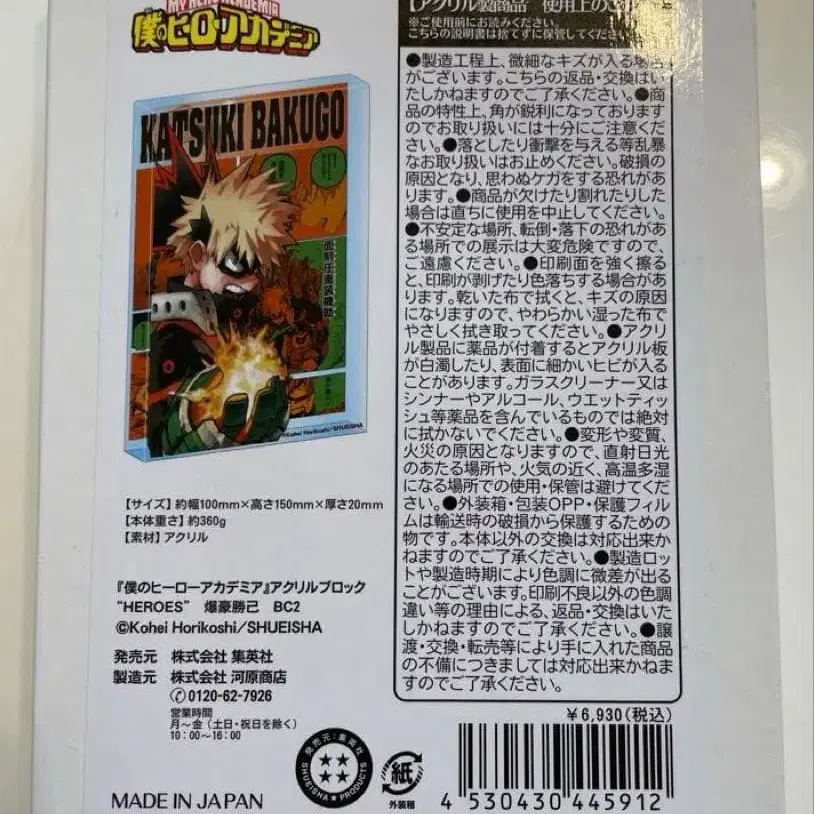 MY HERO ACADEMIA
僕のヒーローアカデミア
KATSUKI BAKUGO
©Kohei Horikoshi/SHUEISHA
【サイズ】約幅100mm×高さ150mm×厚さ20mm
【本体重さ】約360g
【素材】アクリル
『僕のヒーローアカデミア』アクリルブロック
“HEROES” 爆豪勝己 BC2
©Kohei Horikoshi/SHUEISHA
発売元 株式会社 集英社
製造元 株式会社 河原商店
0120-62-7926
営業時間
月〜金（土日・祝日を除く）
10：00〜16：00
MADE IN JAPAN
【アクリル製商品 使用上の
※ご使用前にお読みください。
こちらの説明書は捨てずに保管してください。
●製造工程上、微細なキズが入る場合
がございます。こちらの返品・交換はい
たしかねますのでご了承ください。●商
品の特性上、角が鋭利になっております
のでお取り扱いには十分にご注意くださ
い。●落としたり衝撃を与える等乱暴
なお取り扱いはお止めください。破損の
原因となり、思わぬケガをする恐れがあ
ります。●商品が欠けたり割れたりした
場合は直ちに使用を中止してください。
●不安定な場所、転倒・落下の恐れがあ
る場所での展示は大変危険ですので、
ご遠慮ください。●印刷面を強く擦る
と、印刷が剥げたり色落ちする場合があ
ります。乾いた布で拭くと、キズの原因
になりますので、やわらかい湿った布で
やさしく拭き取ってください。●アクリ
ル製品に薬品が付着するとアクリル板
が白濁したり、表面に細かいヒビが入る
ことがあります。ガラスクリーナー又は
シンナーやアルコール、ウエットティッ
シュ等薬品を含んでいるものでは絶対
に拭かないでください。●変形や変質、
火災の原因となりますので、直射日光
のあたる場所や、火気の近く、高温多湿
になる場所での使用・保管は避けてくだ
さい。●外装箱・包装OPP・保護フィル
ムは輸送時の破損から保護するための
物です。本体以外の交換は対応出来か
ねますのでご了承ください。●製造ロッ
トや製造時期により色調に微差が出る
ことがございます。印刷不良以外の色調
違い等の理由による、返品・交換はいた
しかねますのでご了承ください。●譲
渡・交換・転売等により手に入れた商品
の不備につきましては対応出来かねま
すのでご了承ください。
￥6,930（税込）
発売元：集英社
SHUEISHA★PRODUCTS
紙
外装箱
4 530430 445912